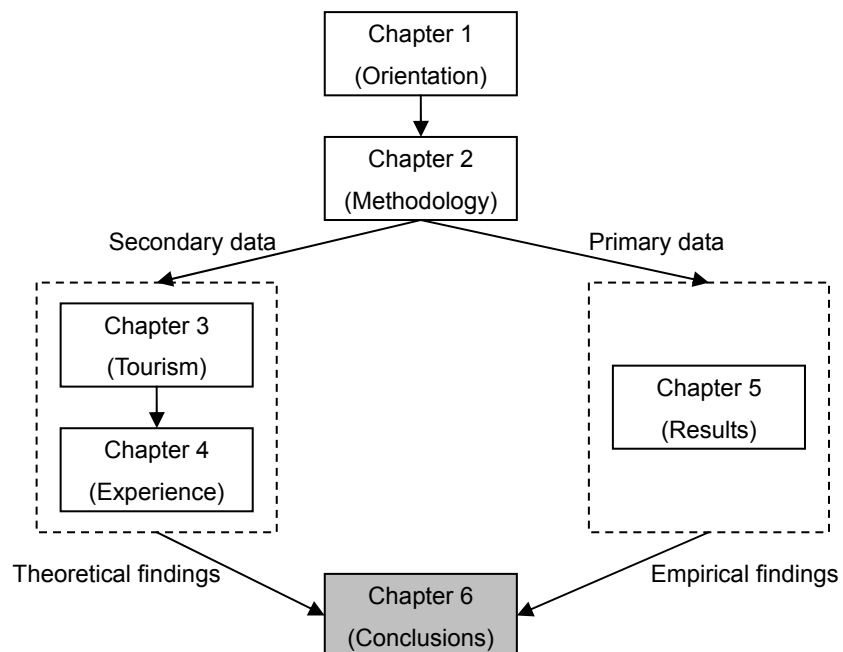 Chapter 1
(Orientation)
Chapter 2
(Methodology)
Secondary data
Primary data
Chapter 3
(Tourism)
Chapter 4
(Experience)
Chapter 5
(Results)
Theoretical findings
Empirical findings
Chapter 6
(Conclusions)